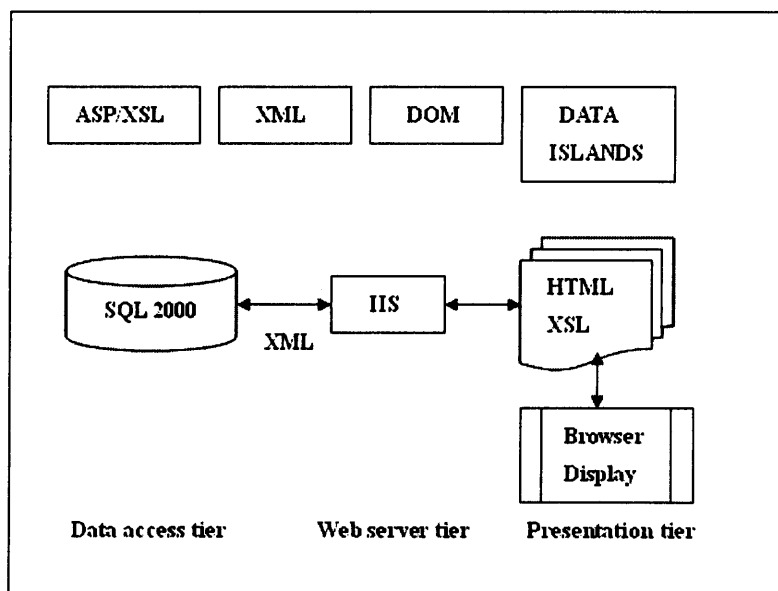 ASP/XSL
XML
DOM
DATA
ISLANDS
SQL 2000
XML
IIS
HTML
XSL
Browser
Display
Data access tier
Web server tier
Presentation tier